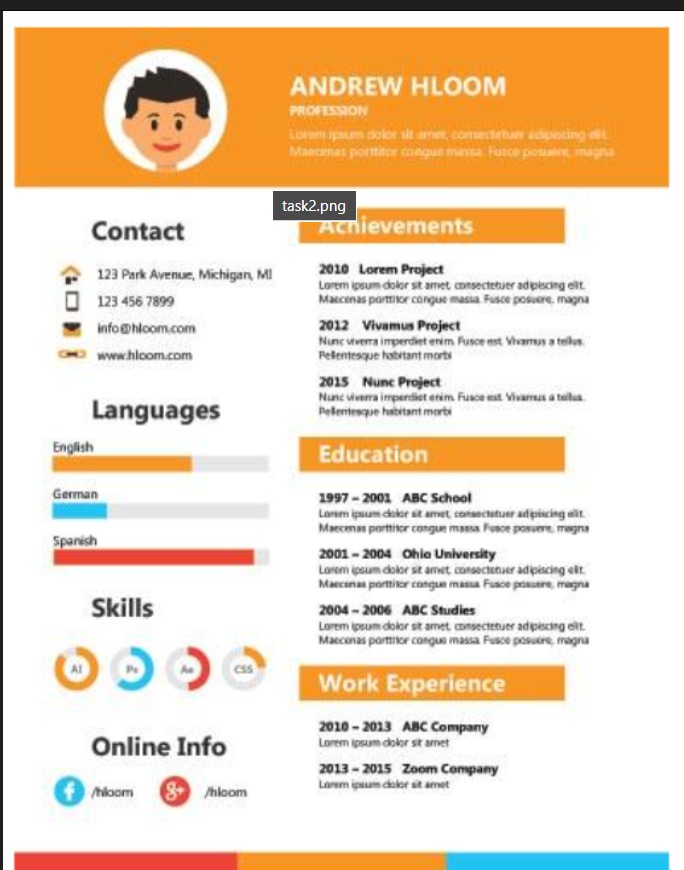 ANDREW HLOOM
PROFESSION
Lorem ipsum dolor sit amet, consectetuer adipiscing elit.
Maecenas porttitor congue massa. Fusce posuere, magna
task2.png
Contact
123 Park Avenue, Michigan, MI
123 456 7899
info@hloom.com
www.hloom.com
Languages
English
German
Spanish
Skills
AI
Ps
Ae
CSS
Online Info
/hloom
/hloom
Achievements
2010 Lorem Project
Lorem ipsum dolor sit amet, consectetuer adipiscing elit.
Maecenas porttitor congue massa. Fusce posuere, magna
2012 Vivamus Project
Nunc viverra imperdiet enim. Fusce est. Vivamus a tellus.
Pellentesque habitant morbi
2015 Nunc Project
Nunc viverra imperdiet enim. Fusce est. Vivamus a tellus.
Pellentesque habitant morbi
Education
1997 – 2001 ABC School
Lorem ipsum dolor sit amet, consectetuer adipiscing elit.
Maecenas porttitor congue massa. Fusce posuere, magna
2001 – 2004 Ohio University
Lorem ipsum dolor sit amet, consectetuer adipiscing elit.
Maecenas porttitor congue massa. Fusce posuere, magna
2004 – 2006 ABC Studies
Lorem ipsum dolor sit amet, consectetuer adipiscing elit.
Maecenas porttitor congue massa. Fusce posuere, magna
Work Experience
2010 – 2013 ABC Company
Lorem ipsum dolor sit amet
2013 – 2015 Zoom Company
Lorem ipsum dolor sit amet